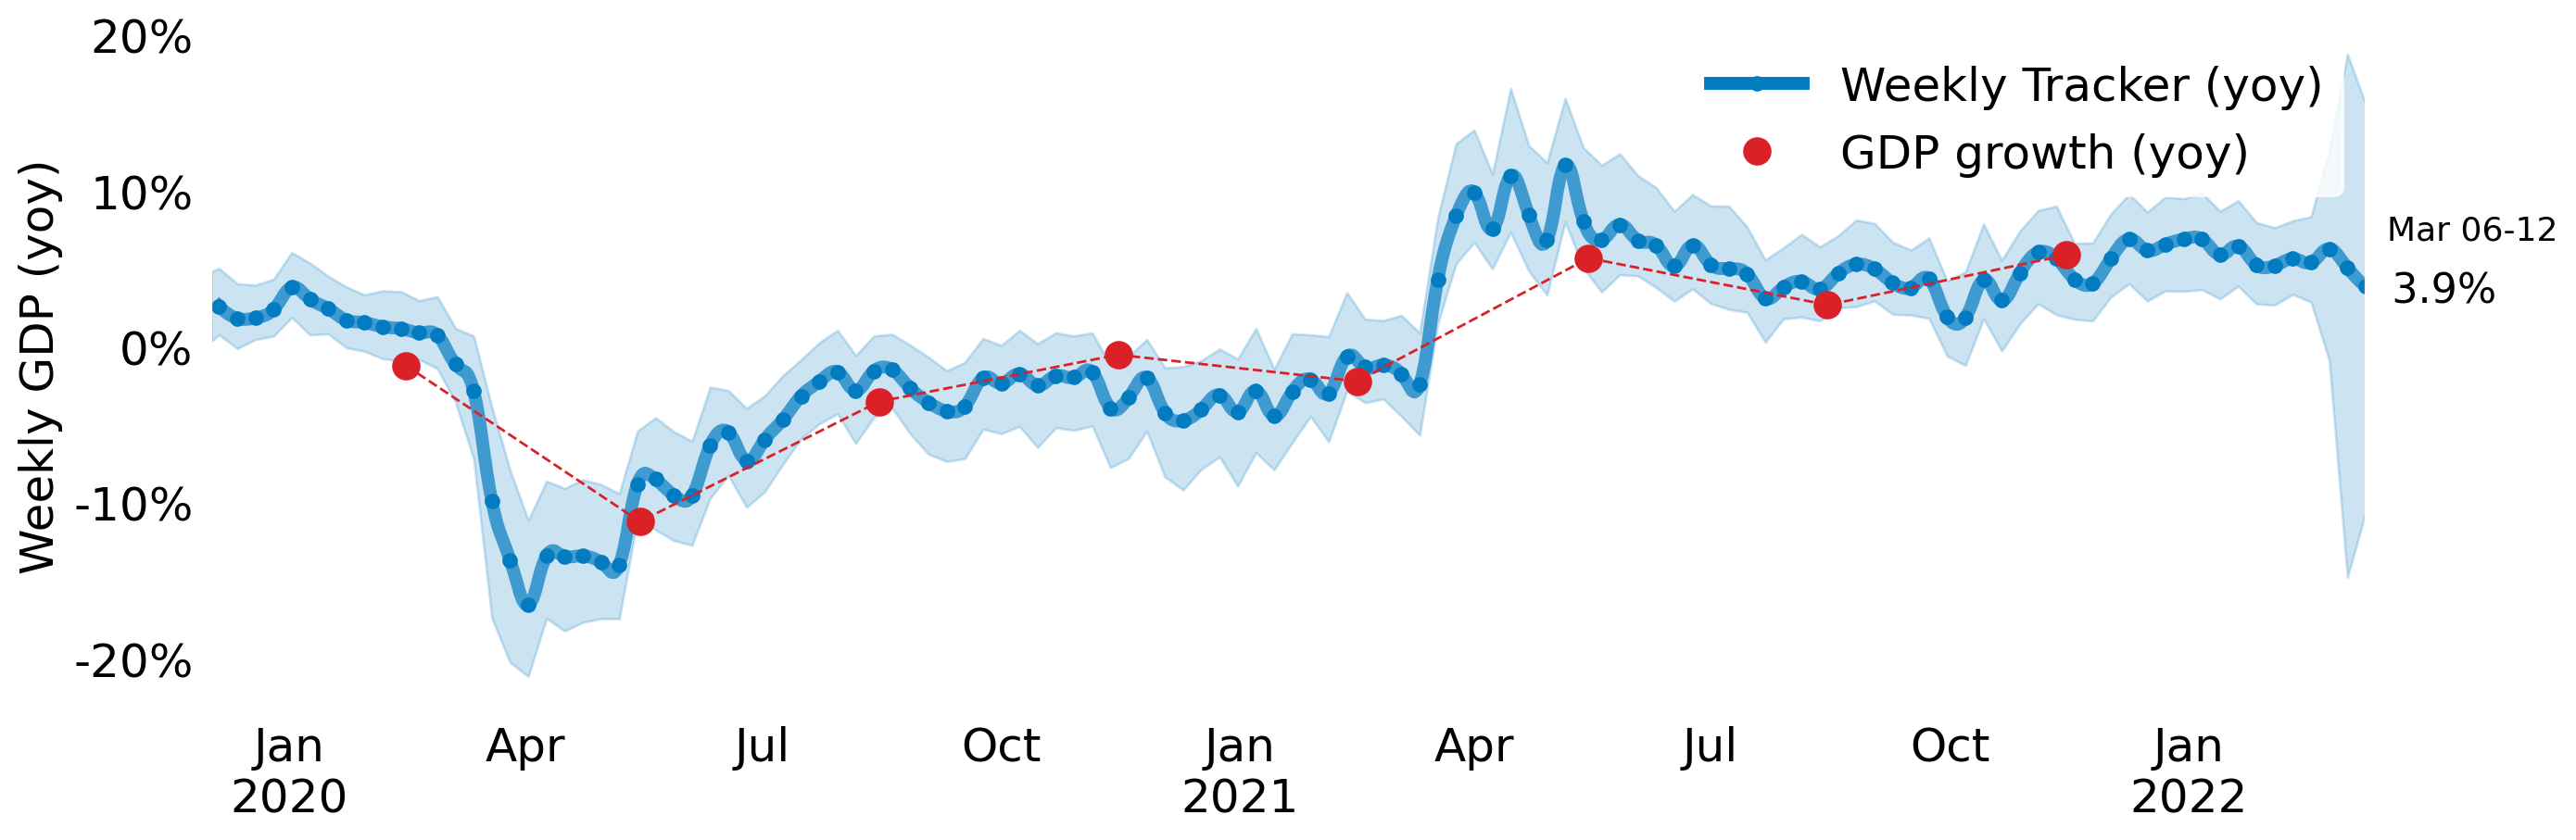 Weekly GDP (yoy)
20%
10%
0%
-10%
-20%
Weekly Tracker (yoy)
GDP growth (yoy)
Mar 06-12
3.9%
Jan Apr Jul Oct Jan Apr Jul Oct Jan
2020 2021 2022